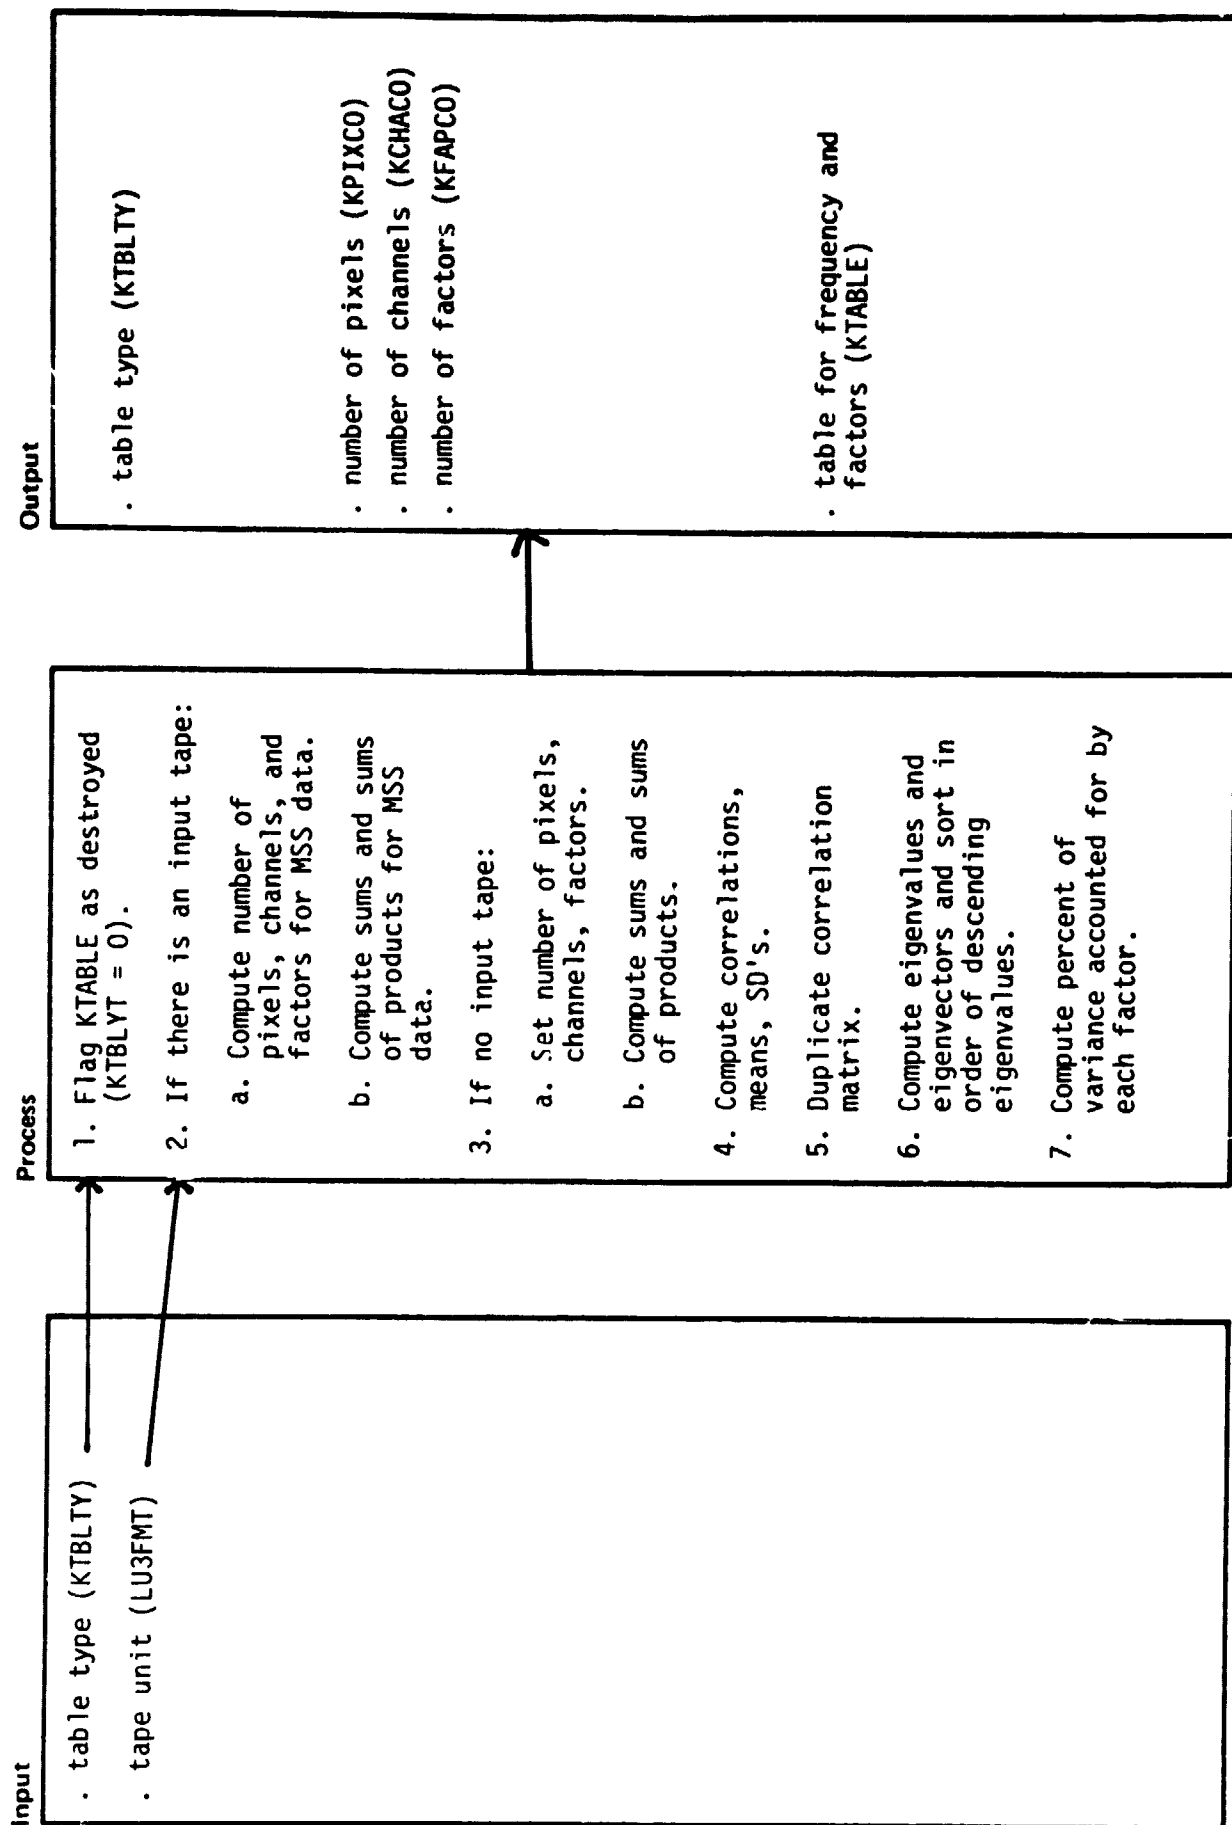 Input
. table type (KTBLTY)
. tape unit (LU3FMT)
Process
1. Flag KTABLE as destroyed
(KTBLYT = 0).
2. If there is an input tape:
a. Compute number of
pixels, channels, and
factors for MSS data.
b. Compute sums and sums
of products for MSS
data.
3. If no input tape:
a. Set number of pixels,
channels, factors.
b. Compute sums and sums
of products.
4. Compute correlations,
means, SD's.
5. Duplicate correlation
matrix.
6. Compute eigenvalues and
eigenvectors and sort in
order of descending
eigenvalues.
7. Compute percent of
variance accounted for by
each factor.
Output
. table type (KTBLTY)
. number of pixels (KPIXCO)
. number of channels (KCHACO)
. number of factors (KFAPCO)
. table for frequency and
factors (KTABLE)